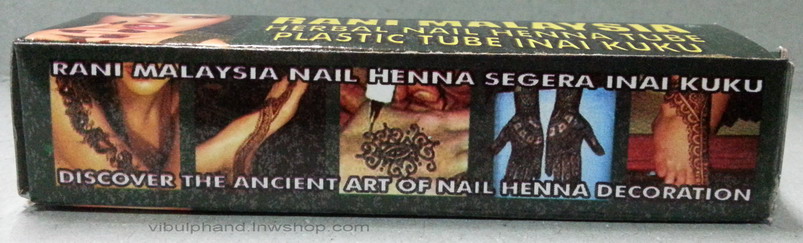 RANI MALAYSIA
HERBAL NAIL HENNA TUBE
PLASTIC TUBE INAI KUKU
RANI MALAYSIA NAIL HENNA SEGERA INAI KUKU
DISCOVER THE ANCIENT ART OF NAIL HENNA DECORATION
vibulphand.lnwshop.com